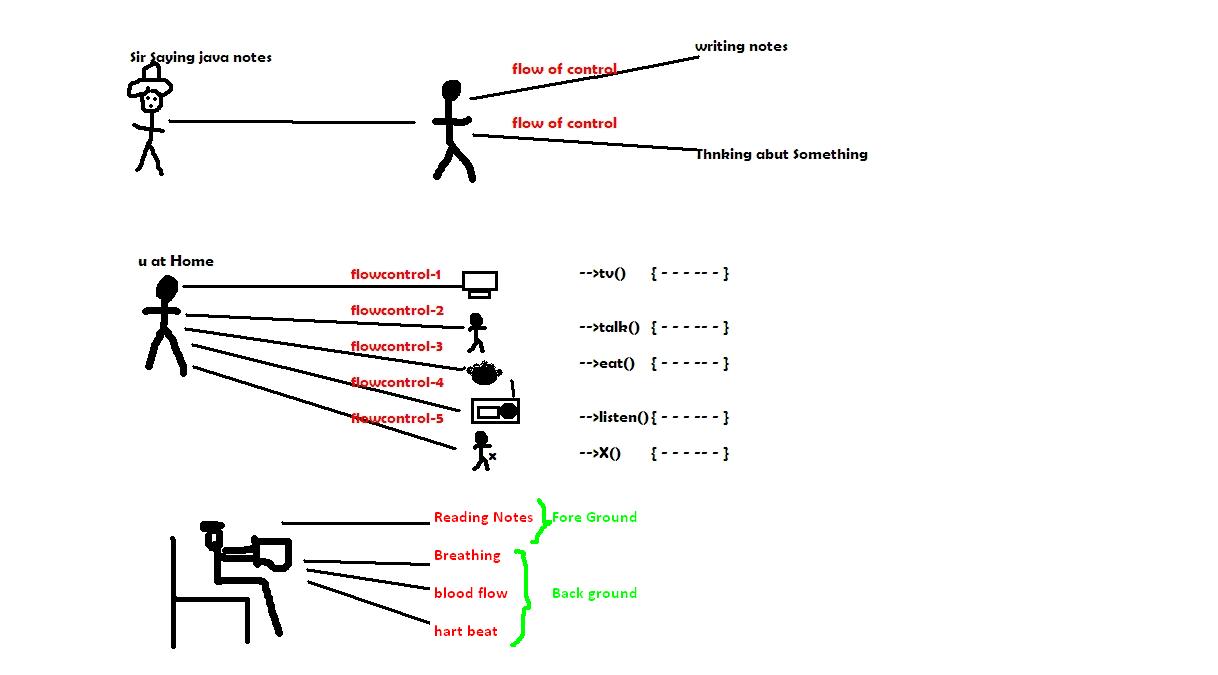 Sir Saying java notes
writing notes
flow of control
flow of control
Thnking abut Something
u at Home
flowcontrol-1
-->tv() { - - - -- - }
flowcontrol-2
-->talk() { - - - -- - }
flowcontrol-3
-->eat() { - - - -- - }
flowcontrol-4
-->listen() { - - - -- - }
flowcontrol-5
x
-->X() { - - - -- - }
Reading Notes
Fore Ground
Breathing
blood flow
Back ground
hart beat